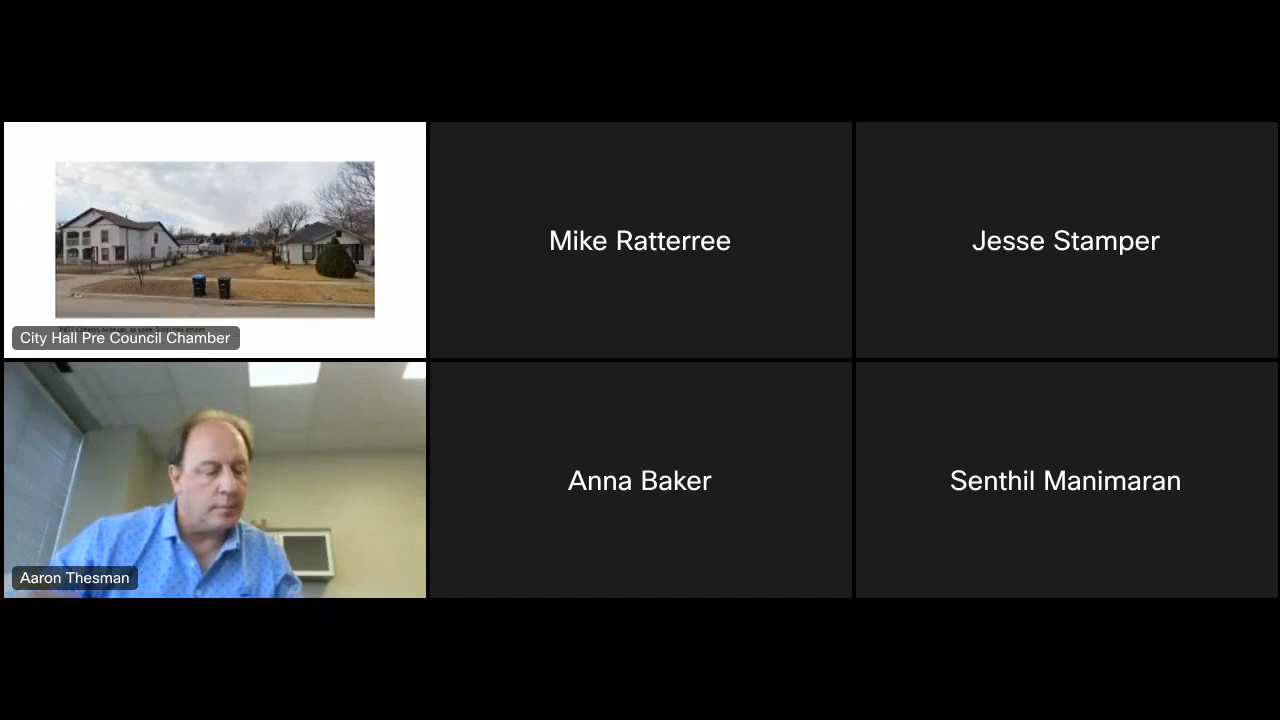 City Hall Pre Council Chamber
Mike Ratterree
Jesse Stamper
Aaron Thesman
Anna Baker
Senthil Manimaran